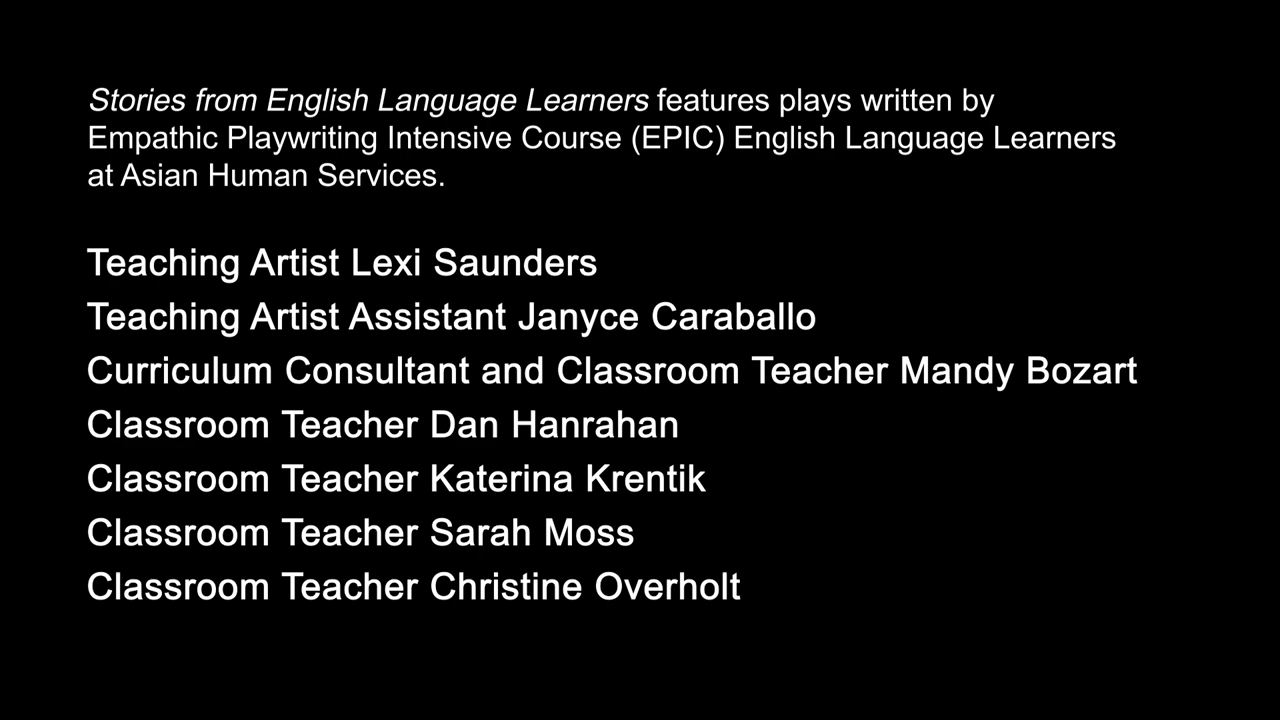 Stories from English Language Learners features plays written by
Empathic Playwriting Intensive Course (EPIC) English Language Learners
at Asian Human Services.
Teaching Artist Lexi Saunders
Teaching Artist Assistant Janyce Caraballo
Curriculum Consultant and Classroom Teacher Mandy Bozart
Classroom Teacher Dan Hanrahan
Classroom Teacher Katerina Krentik
Classroom Teacher Sarah Moss
Classroom Teacher Christine Overholt